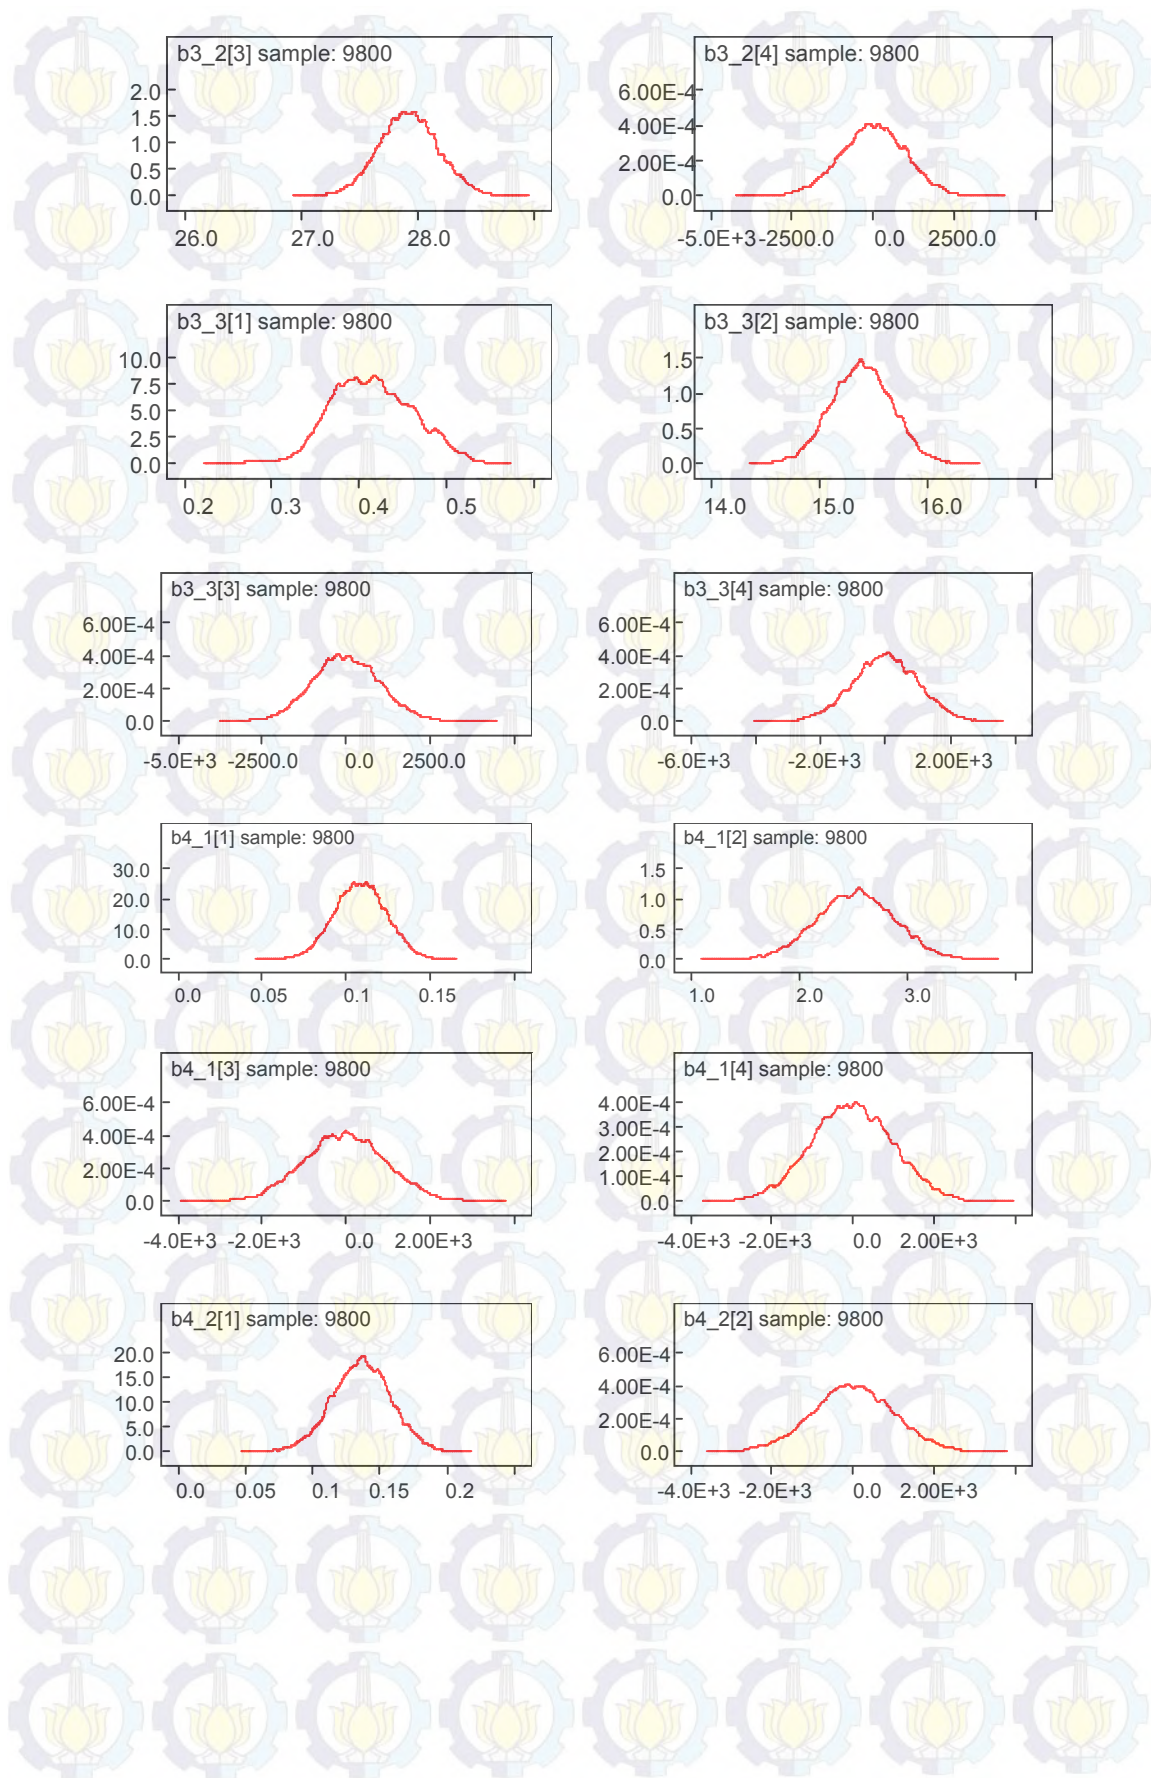 b3_2[3] sample: 9800
2.0
1.5
1.0
0.5
0.0
26.0 27.0 28.0
b3_2[4] sample: 9800
6.00E-4
4.00E-4
2.00E-4
0.0
-5.0E+3 -2500.0 0.0 2500.0
b3_3[1] sample: 9800
10.0
7.5
5.0
2.5
0.0
0.2 0.3 0.4 0.5
b3_3[2] sample: 9800
1.5
1.0
0.5
0.0
14.0 15.0 16.0
b3_3[3] sample: 9800
6.00E-4
4.00E-4
2.00E-4
0.0
-5.0E+3 -2500.0 0.0 2500.0
b3_3[4] sample: 9800
6.00E-4
4.00E-4
2.00E-4
0.0
-6.0E+3 -2.0E+3 2.00E+3
b4_1[1] sample: 9800
30.0
20.0
10.0
0.0
0.0 0.05 0.1 0.15
b4_1[2] sample: 9800
1.5
1.0
0.5
0.0
1.0 2.0 3.0
b4_1[3] sample: 9800
6.00E-4
4.00E-4
2.00E-4
0.0
-4.0E+3 -2.0E+3 0.0 2.00E+3
b4_1[4] sample: 9800
4.00E-4
3.00E-4
2.00E-4
1.00E-4
0.0
-4.0E+3 -2.0E+3 0.0 2.00E+3
b4_2[1] sample: 9800
20.0
15.0
10.0
5.0
0.0
0.0 0.05 0.1 0.15 0.2
b4_2[2] sample: 9800
6.00E-4
4.00E-4
2.00E-4
0.0
-4.0E+3 -2.0E+3 0.0 2.00E+3